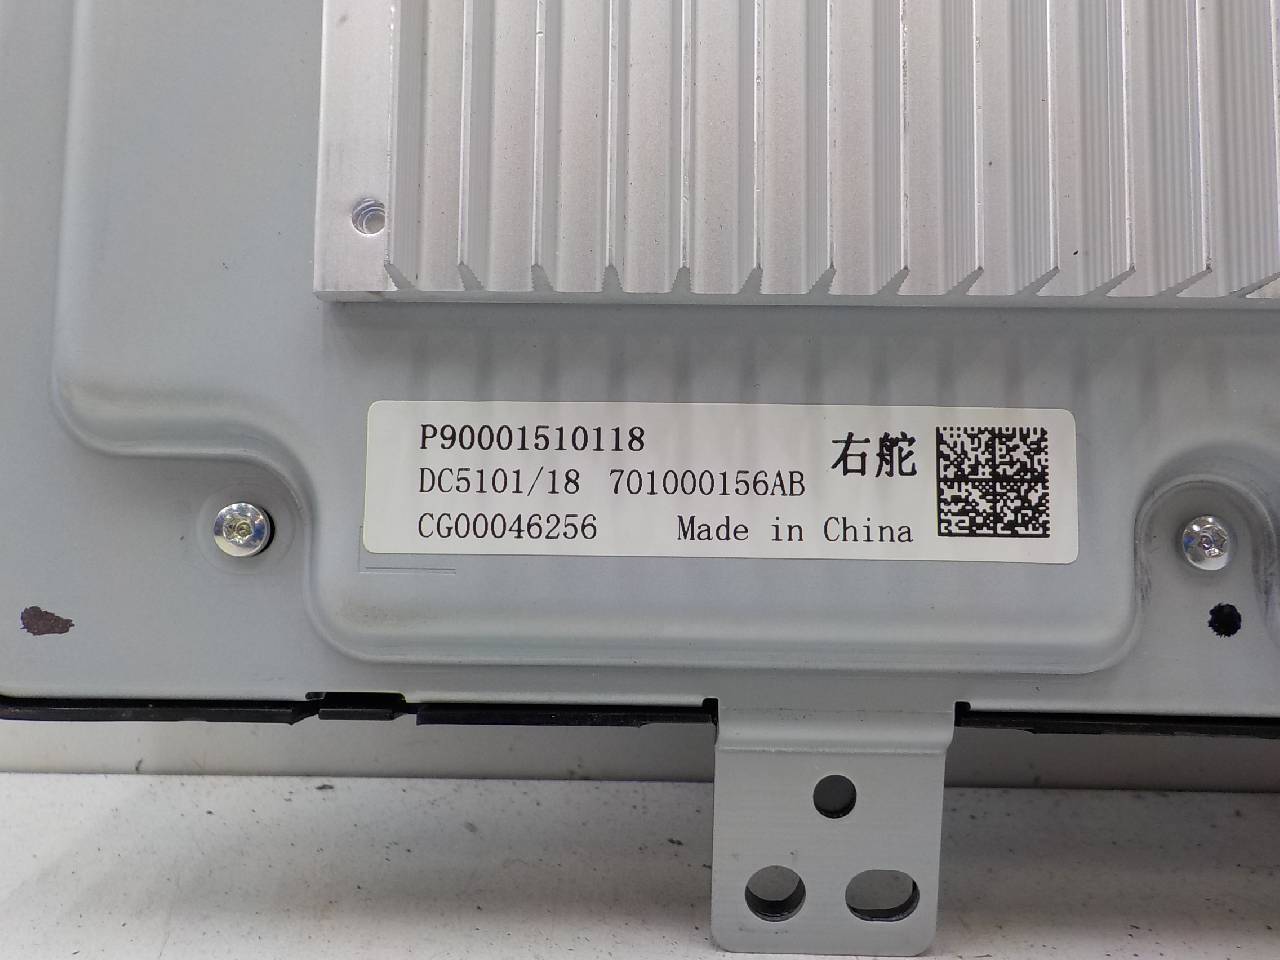 P90001510118
右舵
DC5101/18 701000156AB
CG00046256 Made in China